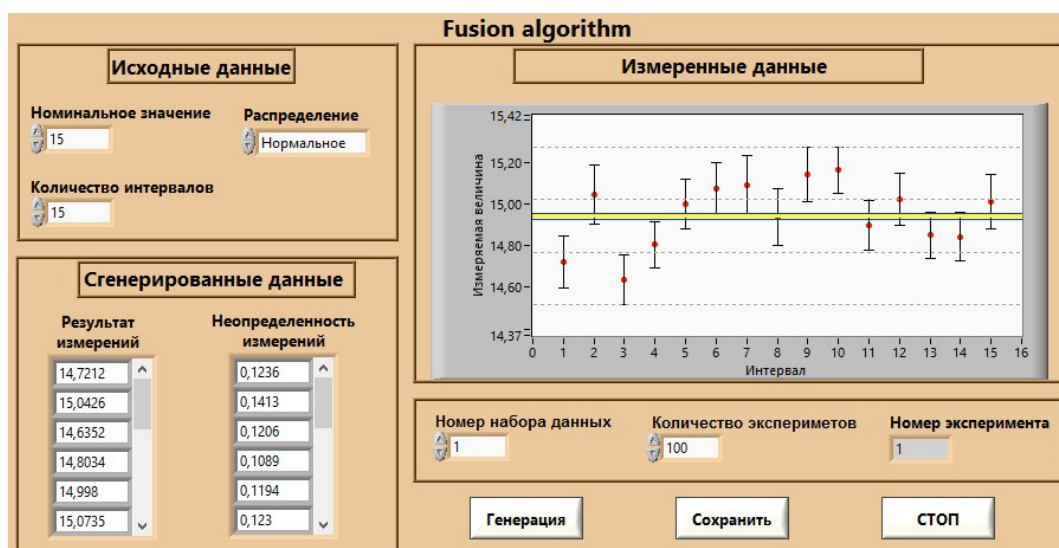 Fusion algorithm
Исходные данные
Номинальное значение
15
Распределение
Нормальное
Количество интервалов
15
Сгенерированные данные
Результат измерений
14,7212
15,0426
14,6352
14,8034
14,998
15,0735
Неопределенность измерений
0,1236
0,1413
0,1206
0,1089
0,1194
0,123
Измеренные данные
Измеряемая величина
15,42
15,20
15,00
14,80
14,60
14,37
0 1 2 3 4 5 6 7 8 9 10 11 12 13 14 15 16
Интервал
Номер набора данных
1
Количество экспериметов
100
Номер эксперимента
1
Генерация
Сохранить
СТОП